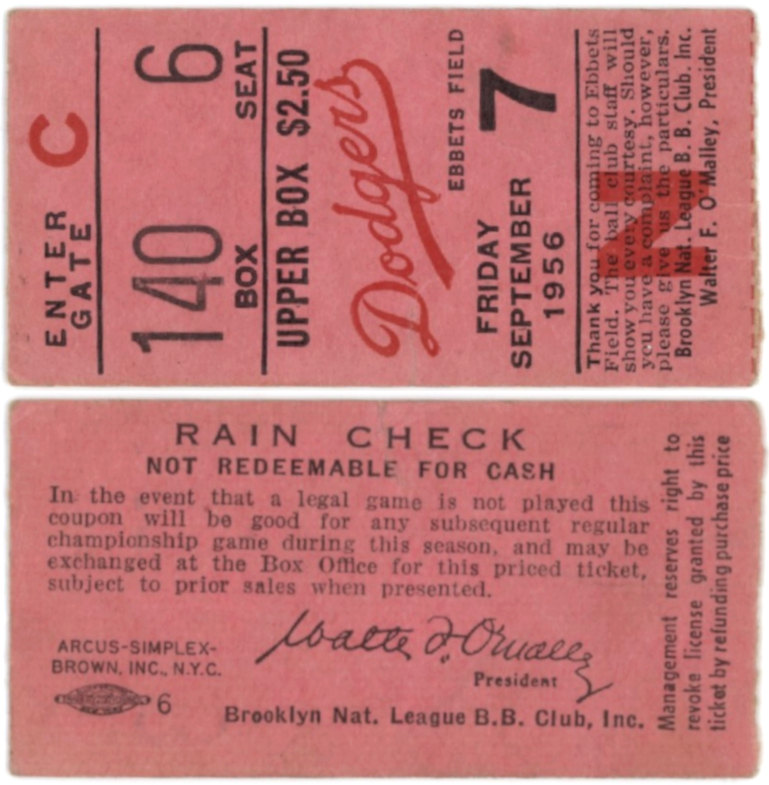 ENTER
GATE C
140 6
BOX SEAT
UPPER BOX $2.50
Dodgers
EBBETS FIELD
FRIDAY
SEPTEMBER 7
1956
Thank you for coming to Ebbets
Field. The ball club staff will
show you every courtesy. Should
you have a complaint, however,
please give us the particulars.
Brooklyn Nat. League B. B. Club. Inc.
Walter F. O'Malley, President
N
RAIN CHECK
NOT REDEEMABLE FOR CASH
In the event that a legal game is not played this
coupon will be good for any subsequent regular
championship game during this season, and may be
exchanged at the Box Office for this priced ticket,
subject to prior sales when presented.
ARCUS-SIMPLEX-
BROWN, INC., N.Y.C.
6
Walter F. O'Malley
President
Brooklyn Nat. League B.B. Club, Inc.
Management reserves right to
revoke license granted by this
ticket by refunding purchase price